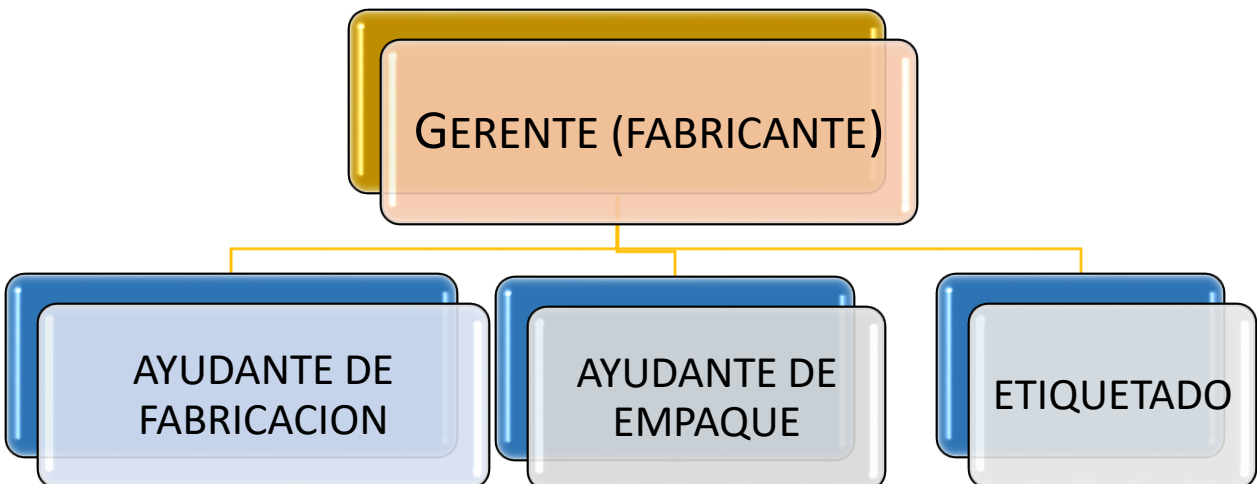 GERENTE (FABRICANTE)
AYUDANTE DE
FABRICACION
AYUDANTE DE
EMPAQUE
ETIQUETADO